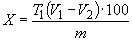 X = T₁(V₁ − V₂)·100 / m